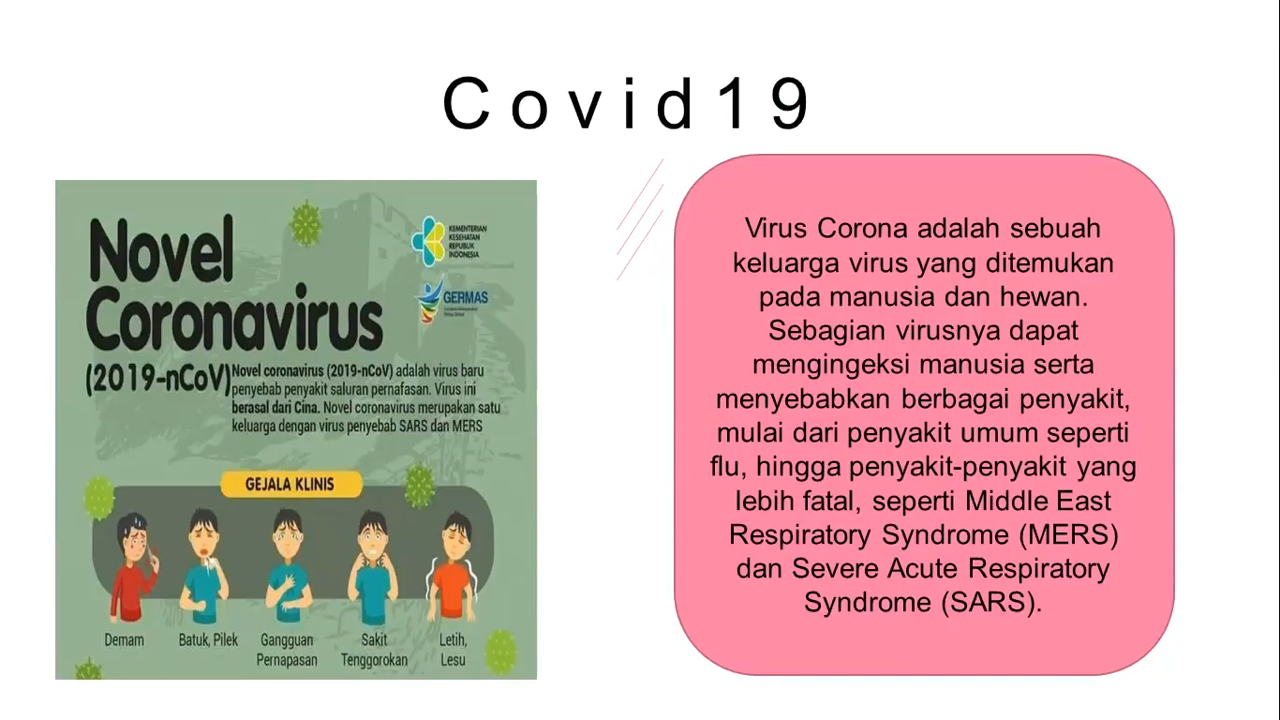 Covid19
Novel
Coronavirus
(2019-nCoV)
KEMENTERIAN
KESEHATAN
REPUBLIK
INDONESIA
GERMAS
Novel coronavirus (2019-nCoV) adalah virus baru
penyebab penyakit saluran pernafasan. Virus ini
berasal dari Cina. Novel coronavirus merupakan satu
keluarga dengan virus penyebab SARS dan MERS
GEJALA KLINIS
Demam
Batuk, Pilek
Gangguan
Pernapasan
Sakit
Tenggorokan
Letih,
Lesu
Virus Corona adalah sebuah
keluarga virus yang ditemukan
pada manusia dan hewan.
Sebagian virusnya dapat
mengingeksi manusia serta
menyebabkan berbagai penyakit,
mulai dari penyakit umum seperti
flu, hingga penyakit-penyakit yang
lebih fatal, seperti Middle East
Respiratory Syndrome (MERS)
dan Severe Acute Respiratory
Syndrome (SARS).